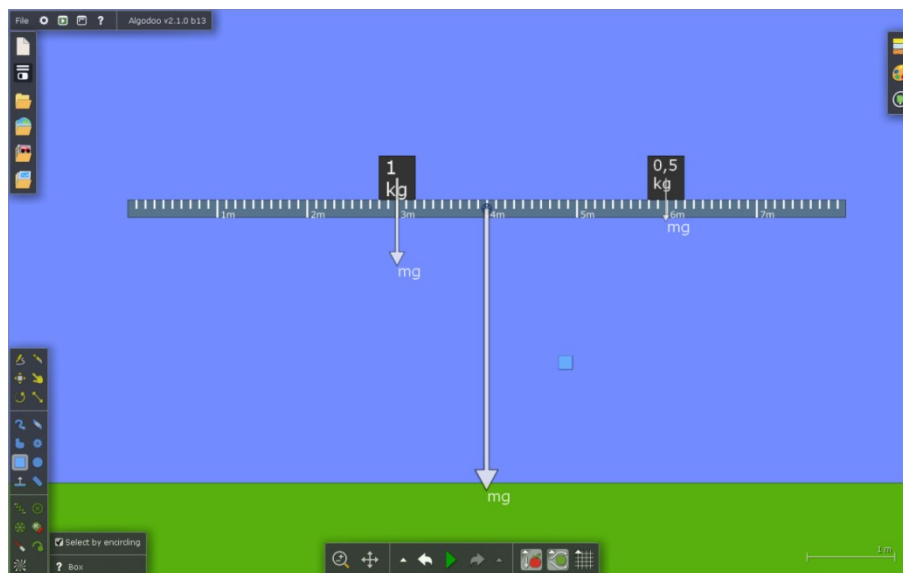 File ? Algodoo v2.1.0 b13
1
kg
0,5
kg
1m 2m 3m 4m 5m 6m 7m
mg
mg
mg
Select by encircling
? Box
1 m